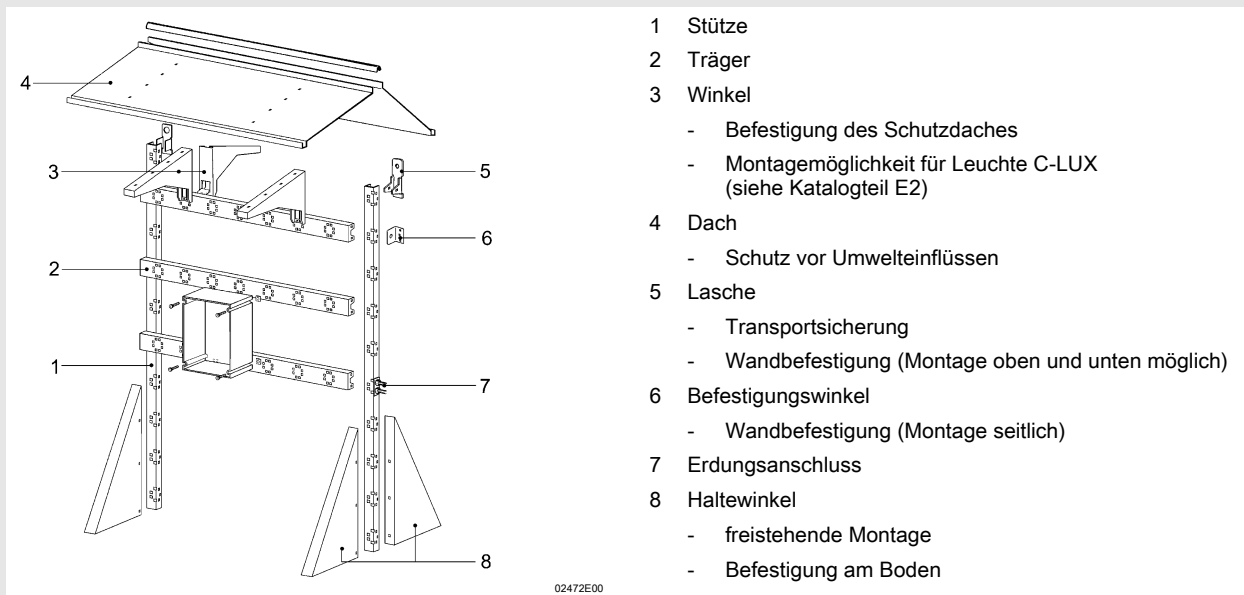 4
3
2
1
5
6
7
8
02472E00
1 Stütze
2 Träger
3 Winkel
- Befestigung des Schutzdaches
- Montagemöglichkeit für Leuchte C-LUX
(siehe Katalogteil E2)
4 Dach
- Schutz vor Umwelteinflüssen
5 Lasche
- Transportsicherung
- Wandbefestigung (Montage oben und unten möglich)
6 Befestigungswinkel
- Wandbefestigung (Montage seitlich)
7 Erdungsanschluss
8 Haltewinkel
- freistehende Montage
- Befestigung am Boden